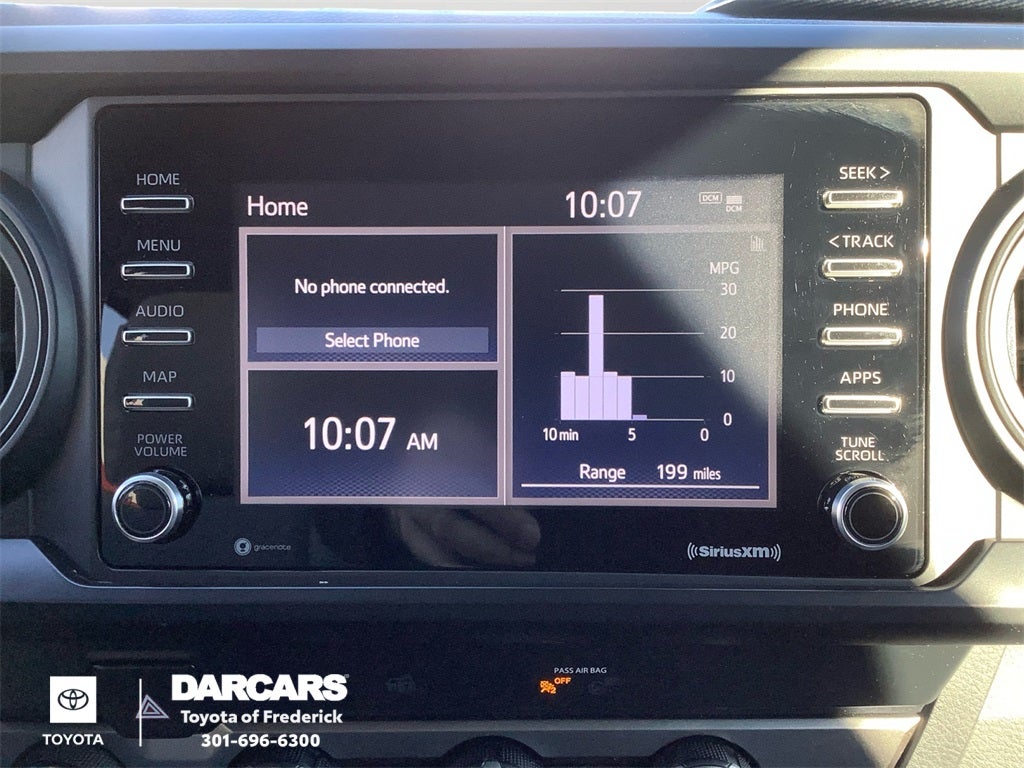 HOME
MENU
AUDIO
MAP
POWER
VOLUME
Home
10:07
DCM
DCM
No phone connected.
Select Phone
10:07 AM
MPG
30
20
10
0
10 min 5 0
Range 199 miles
SEEK >
< TRACK
PHONE
APPS
TUNE
SCROLL
gracenote
((SiriusXM))
PASS AIR BAG
OFF
2
TOYOTA
DARCARS
Toyota of Frederick
301-696-6300